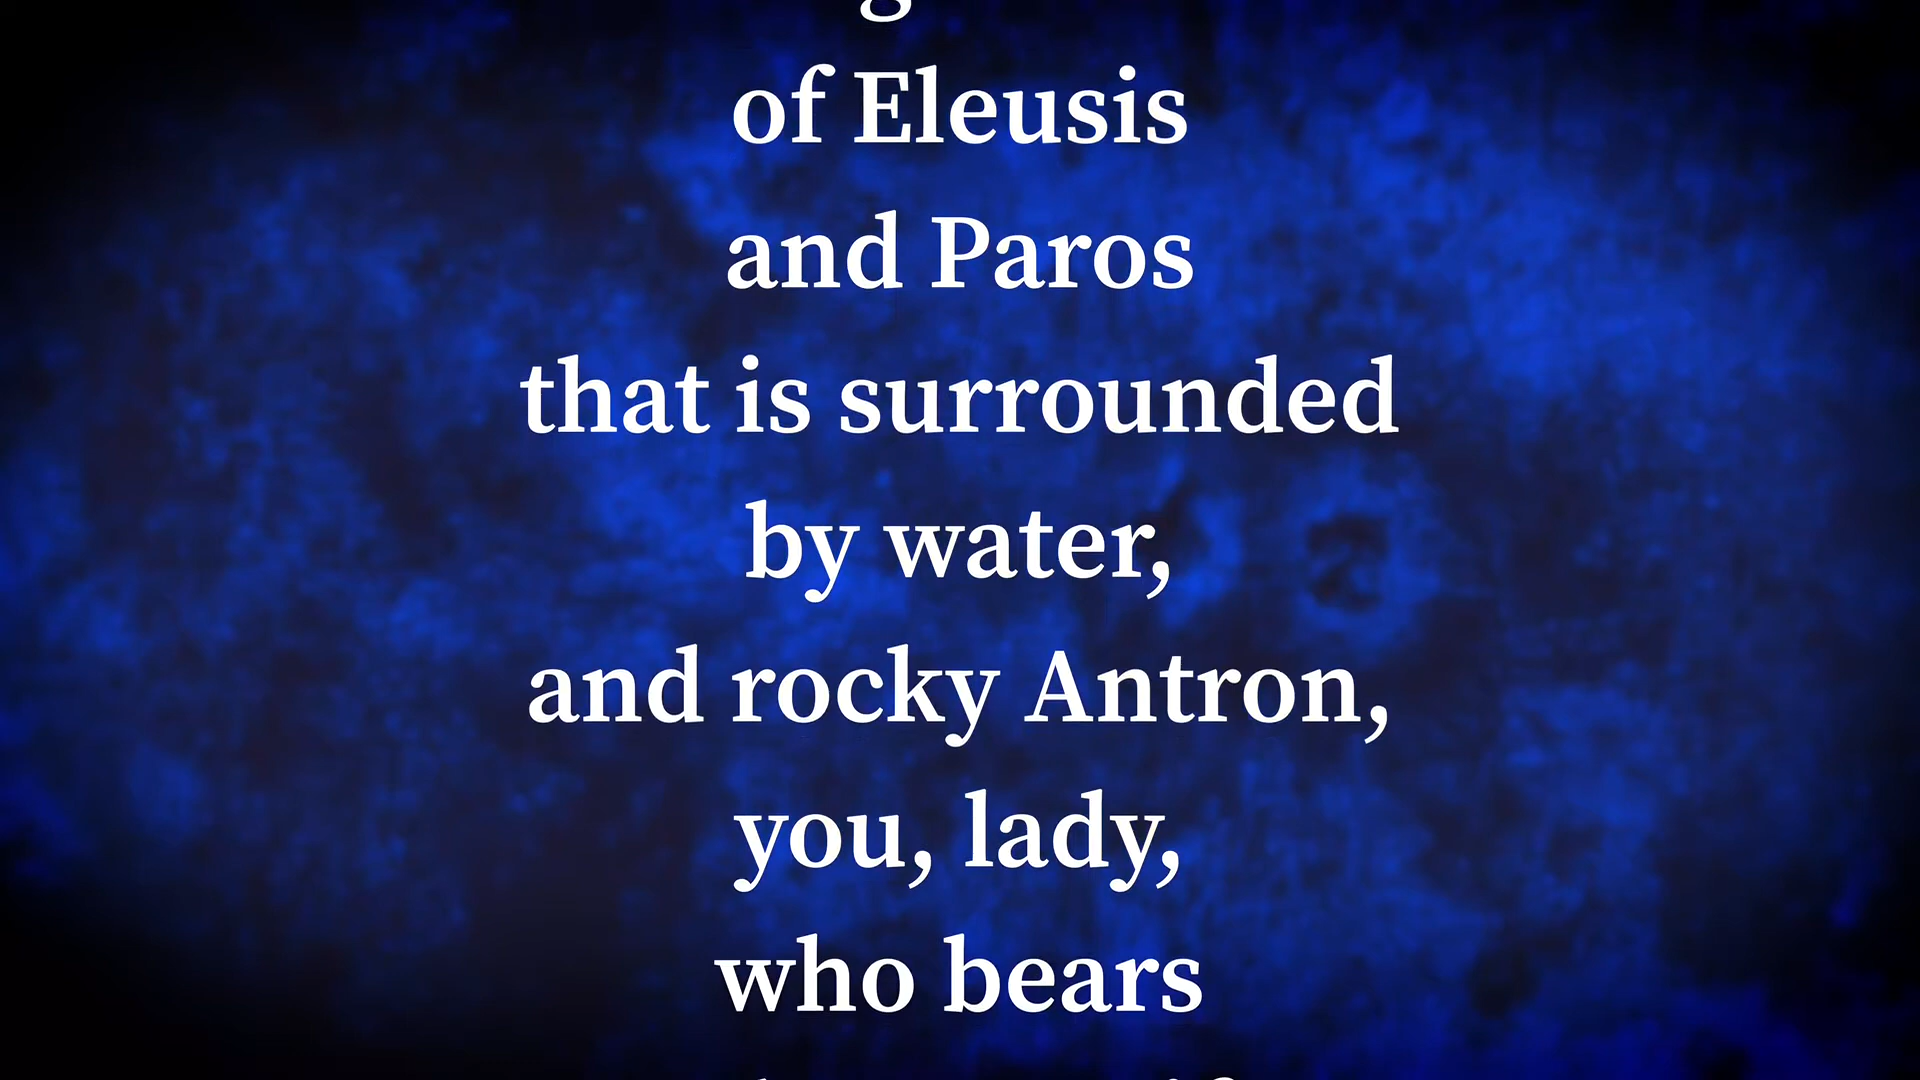 of Eleusis
and Paros
that is surrounded
by water,
and rocky Antron,
you, lady,
who bears